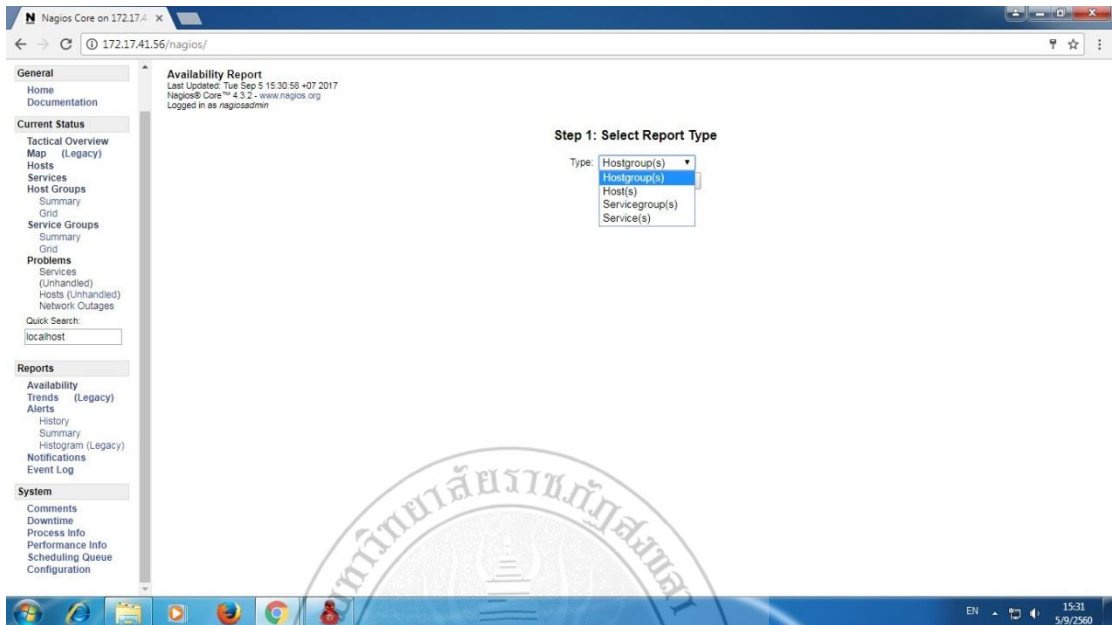 Nagios Core on 172.17.4
172.17.41.56/nagios/
General
Home
Documentation
Current Status
Tactical Overview
Map (Legacy)
Hosts
Services
Host Groups
Summary
Grid
Service Groups
Summary
Grid
Problems
Services
(Unhandled)
Hosts (Unhandled)
Network Outages
Quick Search:
localhost
Reports
Availability
Trends (Legacy)
Alerts
History
Summary
Histogram (Legacy)
Notifications
Event Log
System
Comments
Downtime
Process Info
Performance Info
Scheduling Queue
Configuration
Availability Report
Last Updated: Tue Sep 5 15:30:58 +07 2017
Nagios® Core™ 4.3.2 - www.nagios.org
Logged in as nagiosadmin
Step 1: Select Report Type
Type: Hostgroup(s)
Hostgroup(s)
Host(s)
Servicegroup(s)
Service(s)
EN
15:31
5/9/2560